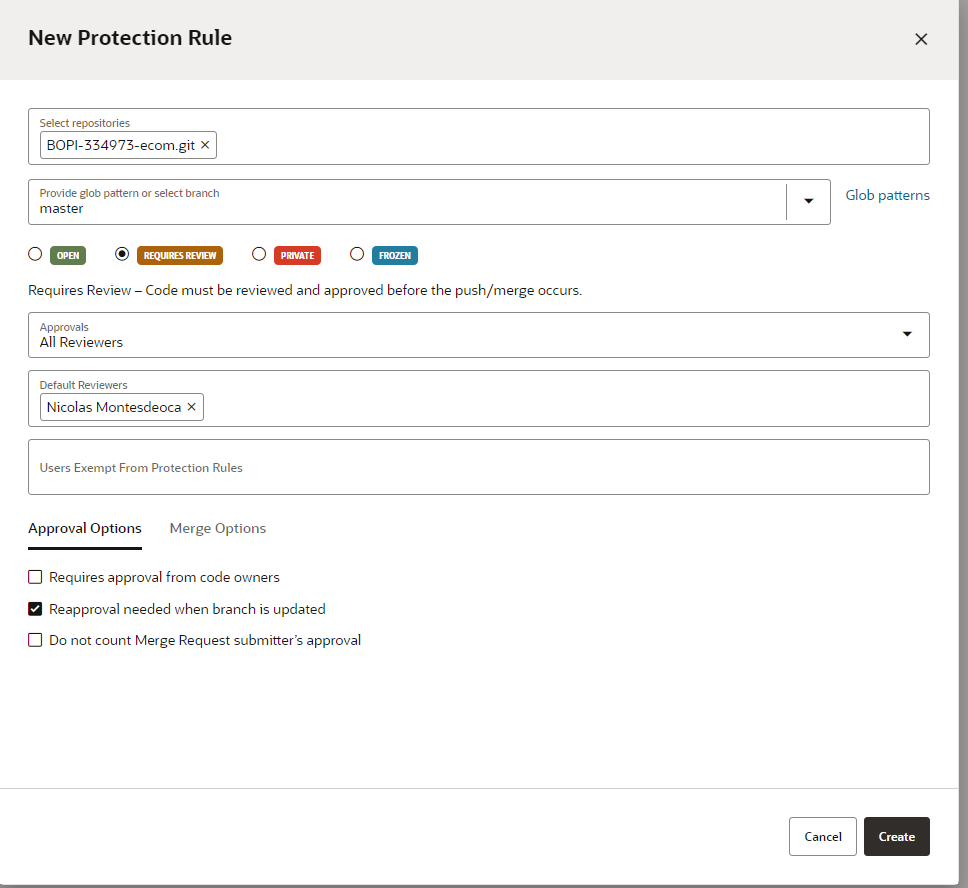 New Protection Rule
Select repositories
BOPI-334973-ecom.git
Provide glob pattern or select branch
master
Glob patterns
OPEN REQUIRES REVIEW PRIVATE FROZEN
Requires Review – Code must be reviewed and approved before the push/merge occurs.
Approvals
All Reviewers
Default Reviewers
Nicolas Montesdeoca
Users Exempt From Protection Rules
Approval Options Merge Options
Requires approval from code owners
Reapproval needed when branch is updated
Do not count Merge Request submitter’s approval
Cancel Create